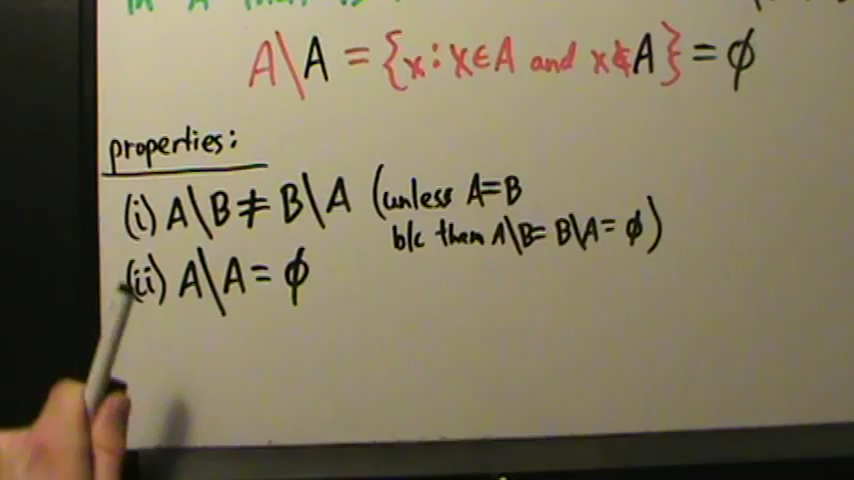 A\A = {x : x∈A and x∉A} = ϕ
properties:
(i) A\B ≠ B\A (unless A=B
b/c then A\B = B\A = ϕ)
(ii) A\A = ϕ